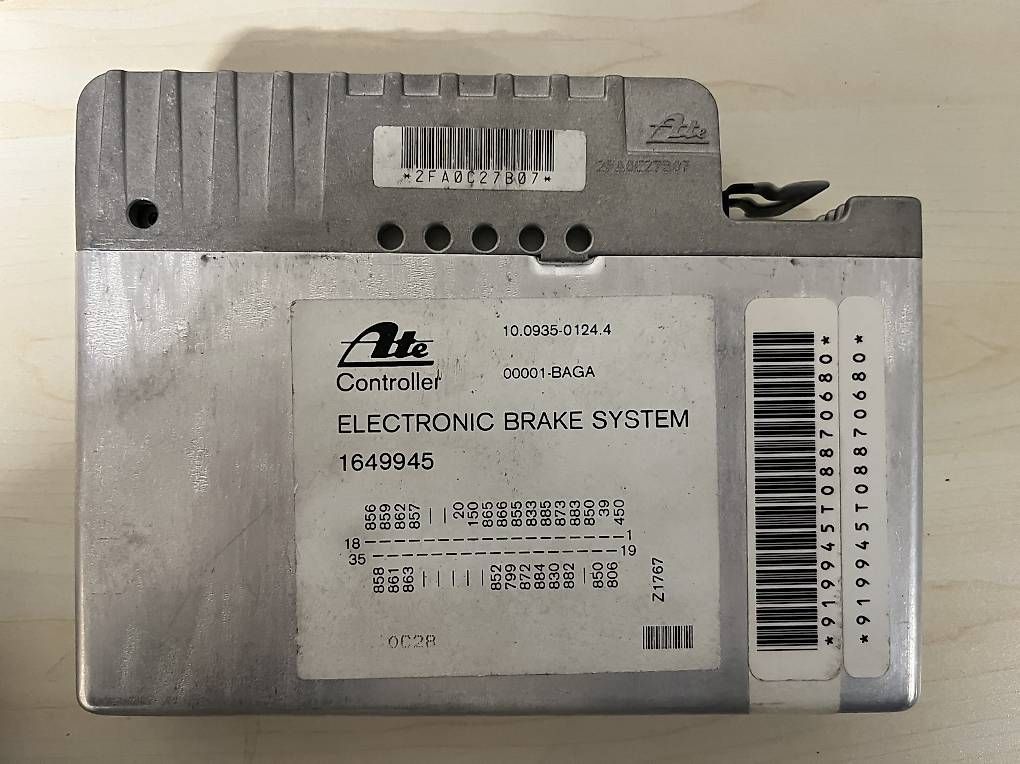 Ate
*2FA0C27B07*
2FA0C27B07
Ate
10.0935-0124.4
Controller
00001-BAGA
ELECTRONIC BRAKE SYSTEM
1649945
856 859 862 857 | | 20 150 865 866 855 833 885 873 883 850 39 450
18 1
35 19
858 861 863 | | | | | 852 799 872 884 830 882 | 850 806
Z1767
0C28
*919945T08870680*
*919945T08870680*